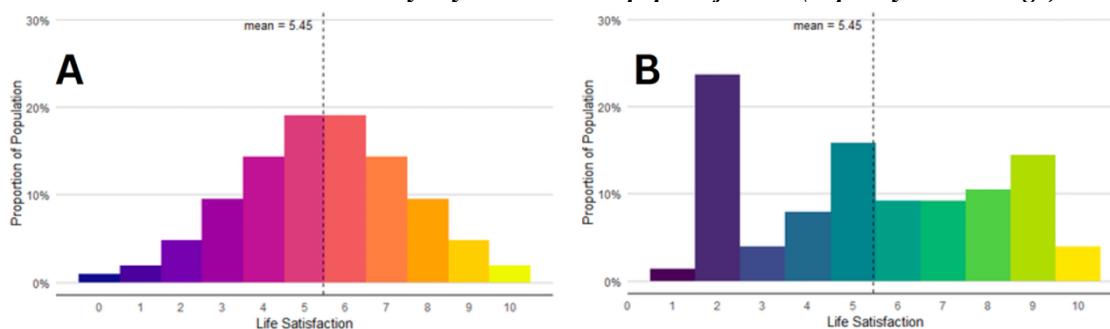 30%
mean = 5.45
A
20%
10%
0%
Proportion of Population
0 1 2 3 4 5 6 7 8 9 10
Life Satisfaction
30%
mean = 5.45
B
20%
10%
0%
Proportion of Population
0 1 2 3 4 5 6 7 8 9 10
Life Satisfaction